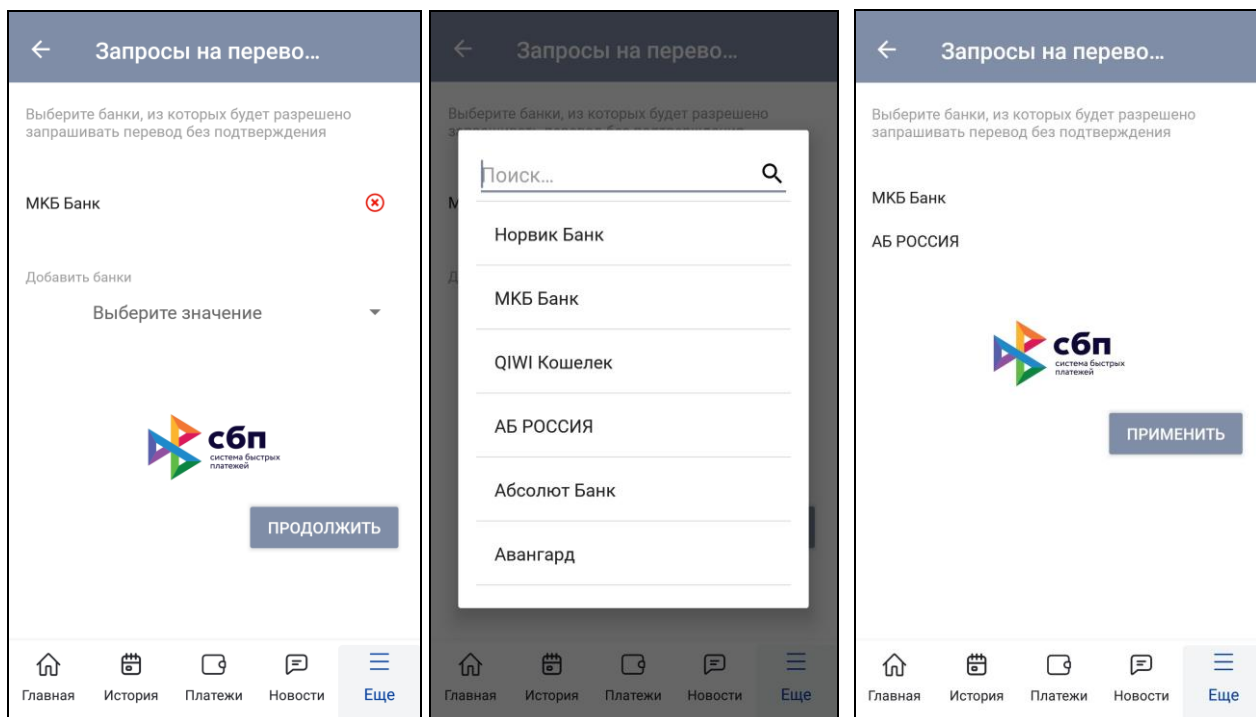 Запросы на перево...
Выберите банки, из которых будет разрешено
запрашивать перевод без подтверждения
МКБ Банк
Добавить банки
Выберите значение
сбп
система быстрых
платежей
ПРОДОЛЖИТЬ
Главная
История
Платежи
Новости
Еще
Запросы на перево...
Выберите банки, из которых будет разрешено
Поиск...
Норвик Банк
МКБ Банк
QIWI Кошелек
АБ РОССИЯ
Абсолют Банк
Авангард
Главная
История
Платежи
Новости
Еще
Запросы на перево...
Выберите банки, из которых будет разрешено
запрашивать перевод без подтверждения
МКБ Банк
АБ РОССИЯ
сбп
система быстрых
платежей
ПРИМЕНИТЬ
Главная
История
Платежи
Новости
Еще